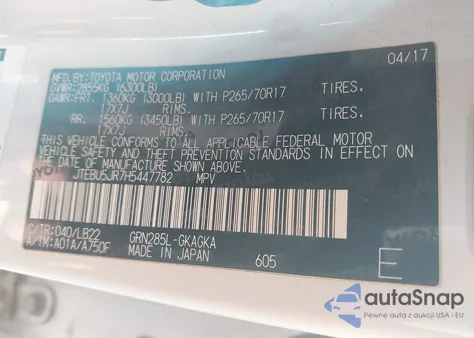 MFD. BY: TOYOTA MOTOR CORPORATION 04/17
GVWR: 2855KG (6300LB)
GAWR: FRT. 1360KG (3000LB) WITH P265/70R17 TIRES.
17X7J RIMS.
RR. 1560KG (3450LB) WITH P265/70R17 TIRES.
17X7J RIMS.
THIS VEHICLE CONFORMS TO ALL APPLICABLE FEDERAL MOTOR
VEHICLE SAFETY AND THEFT PREVENTION STANDARDS IN EFFECT ON
THE DATE OF MANUFACTURE SHOWN ABOVE.
JTEBU5JR7H5447782 MPV
C/TR: 040/LB22 GRN285L-GKAGKA
A/TM: A01A/A750F MADE IN JAPAN 605 E
autoSnap
Pewne auta z aukcji USA - EU